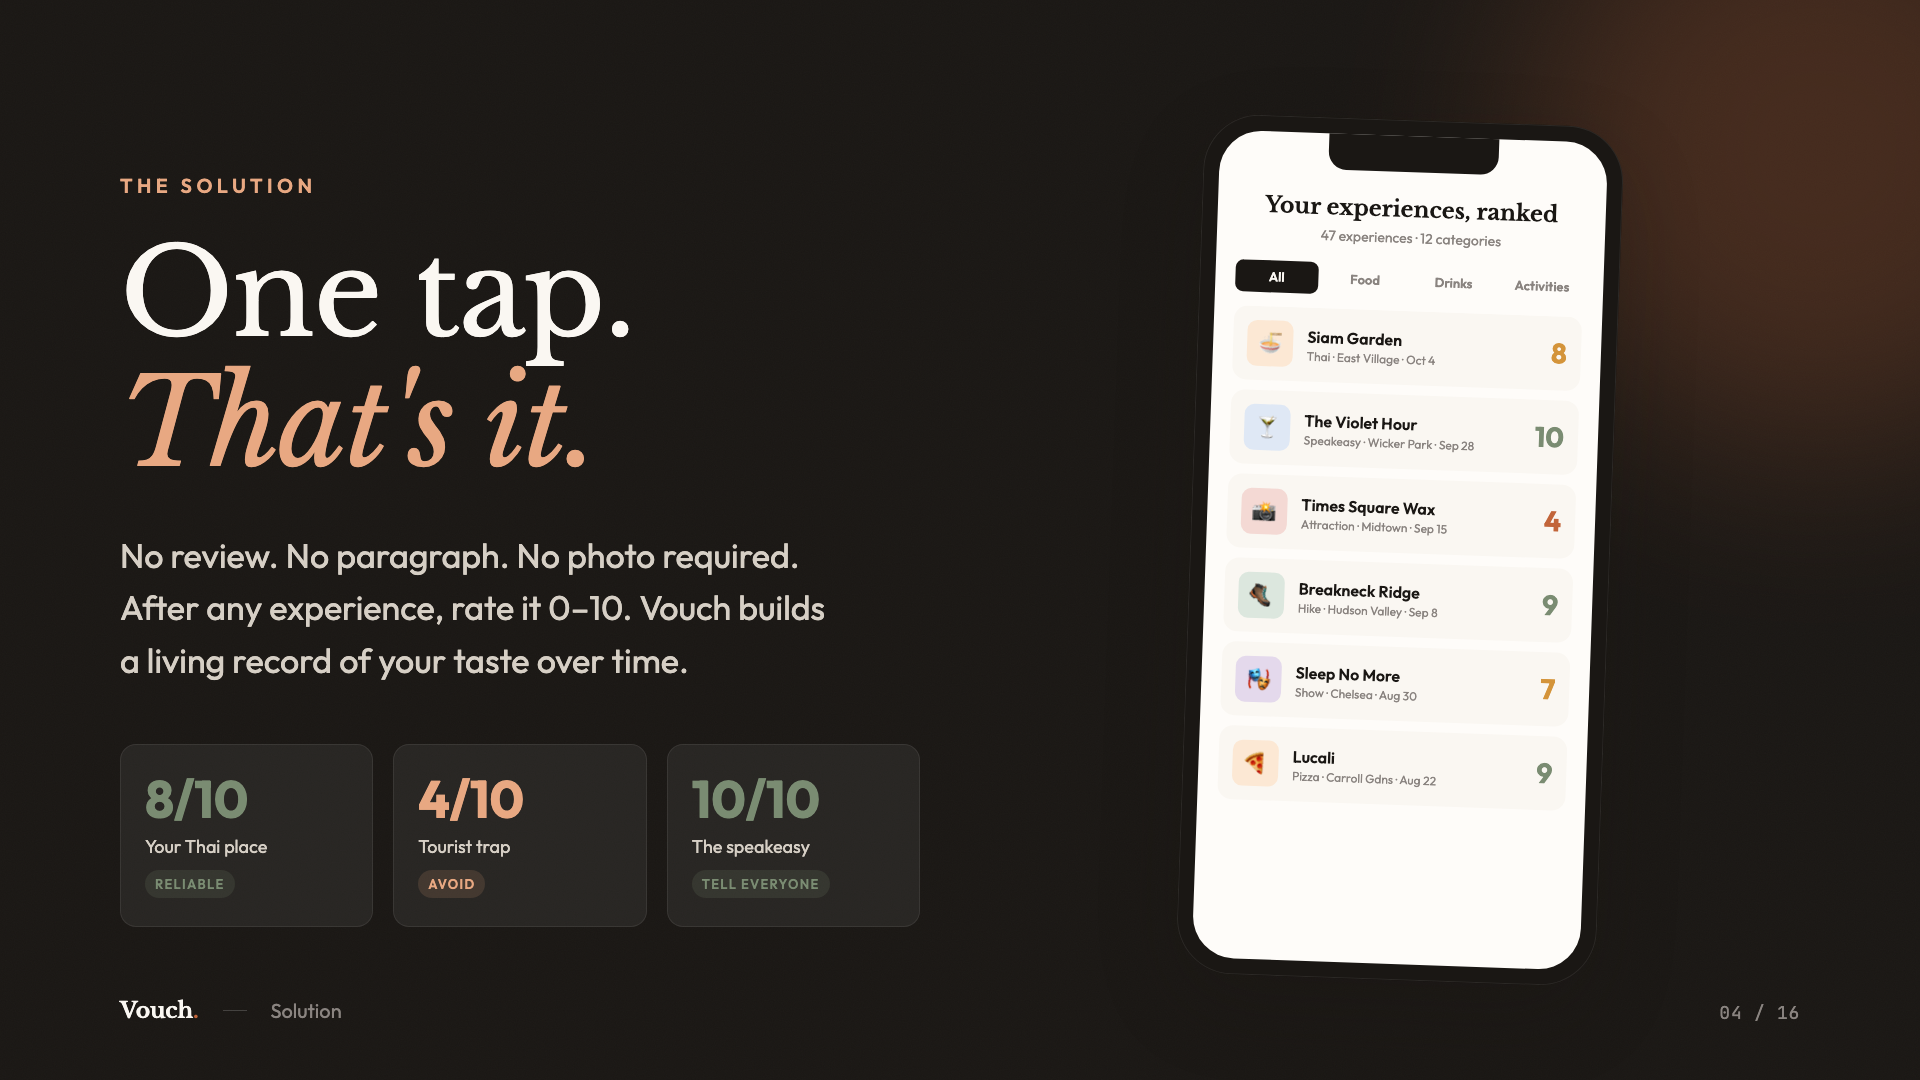 THE SOLUTION
One tap.
That's it.
No review. No paragraph. No photo required.
After any experience, rate it 0–10. Vouch builds
a living record of your taste over time.
8/10
Your Thai place
RELIABLE
4/10
Tourist trap
AVOID
10/10
The speakeasy
TELL EVERYONE
Your experiences, ranked
47 experiences · 12 categories
All Food Drinks Activities
Siam Garden
Thai · East Village · Oct 4
8
The Violet Hour
Speakeasy · Wicker Park · Sep 28
10
Times Square Wax
Attraction · Midtown · Sep 15
4
Breakneck Ridge
Hike · Hudson Valley · Sep 8
9
Sleep No More
Show · Chelsea · Aug 30
7
Lucali
Pizza · Carroll Gdns · Aug 22
9
Vouch. — Solution
04 / 16